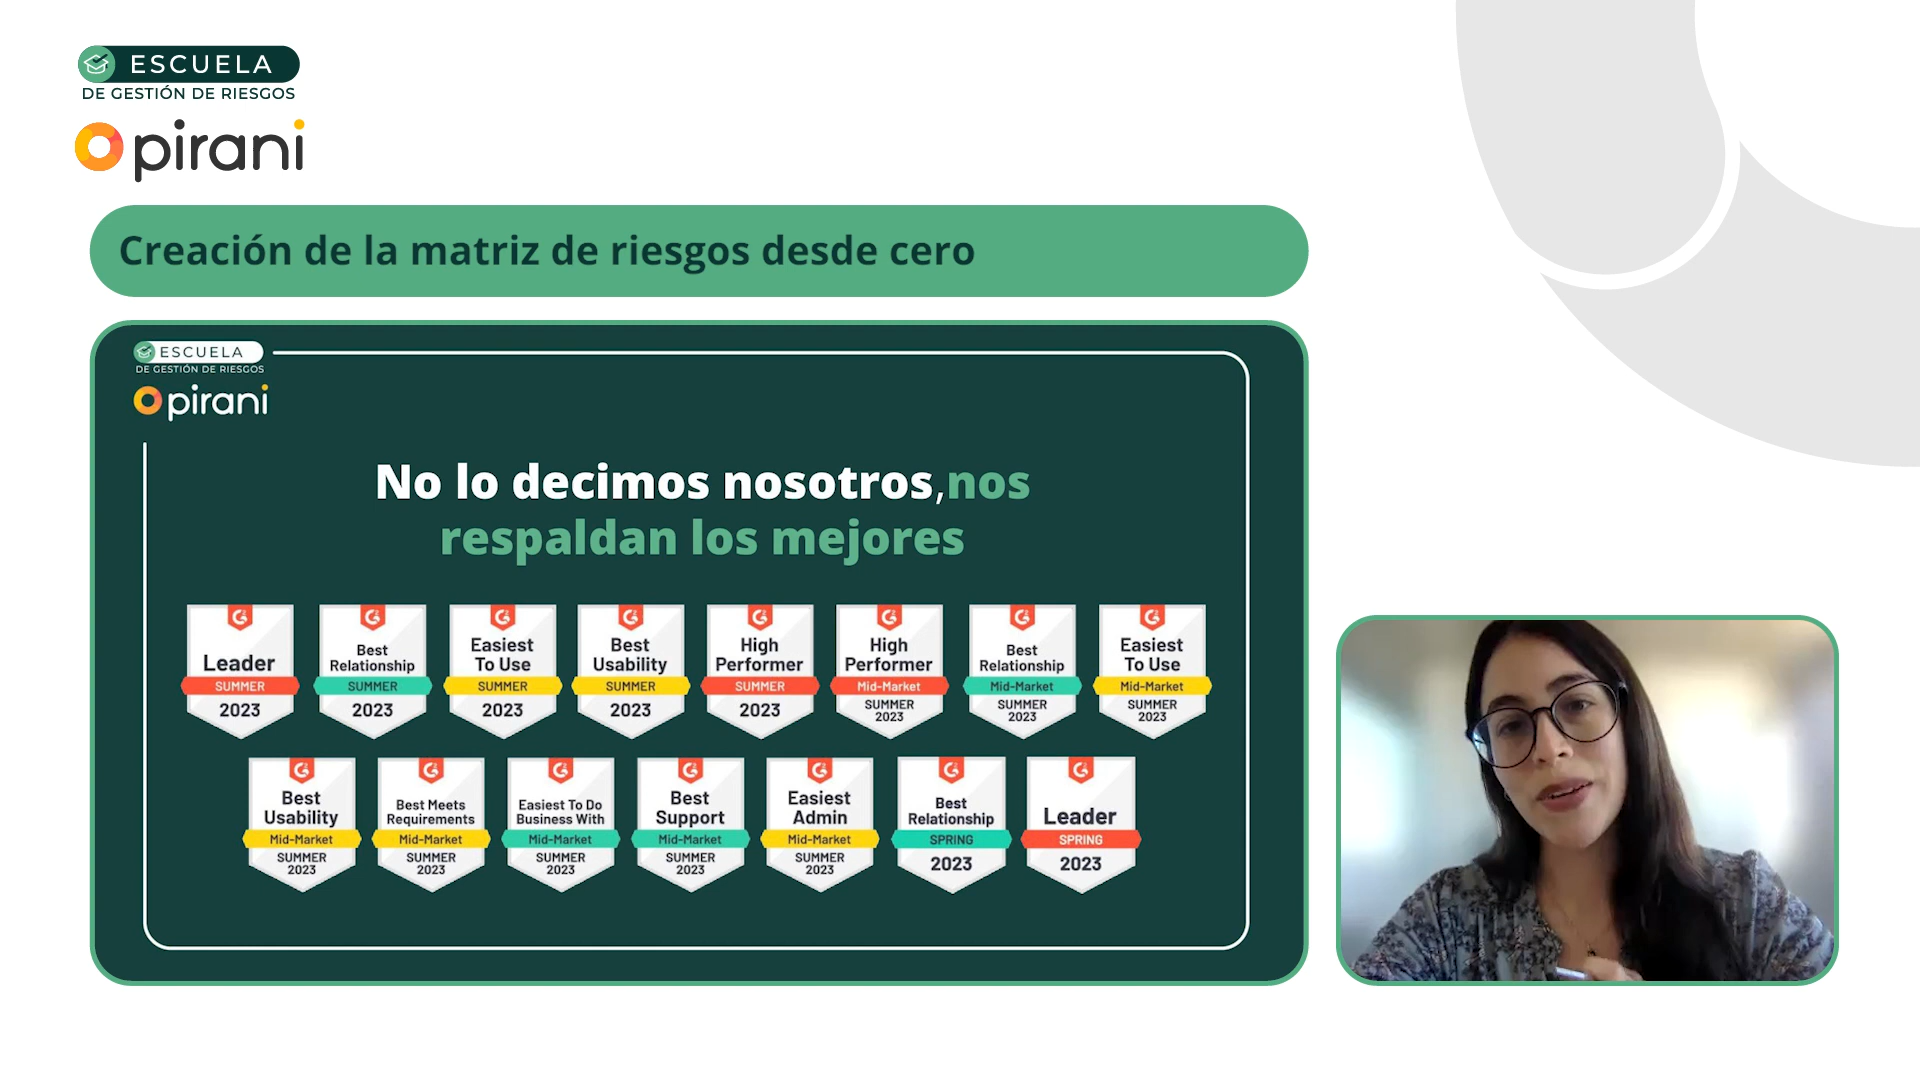 ESCUELA
DE GESTIÓN DE RIESGOS
pirani
Creación de la matriz de riesgos desde cero
ESCUELA
DE GESTIÓN DE RIESGOS
pirani
No lo decimos nosotros,nos
respaldan los mejores
Leader
SUMMER
2023
Best
Relationship
SUMMER
2023
Easiest
To Use
SUMMER
2023
Best
Usability
SUMMER
2023
High
Performer
SUMMER
2023
High
Performer
Mid-Market
SUMMER
2023
Best
Relationship
Mid-Market
SUMMER
2023
Easiest
To Use
Mid-Market
SUMMER
2023
Best
Usability
Mid-Market
SUMMER
2023
Best Meets
Requirements
Mid-Market
SUMMER
2023
Easiest To Do
Business With
Mid-Market
SUMMER
2023
Best
Support
Mid-Market
SUMMER
2023
Easiest
Admin
Mid-Market
SUMMER
2023
Best
Relationship
SPRING
2023
Leader
SPRING
2023